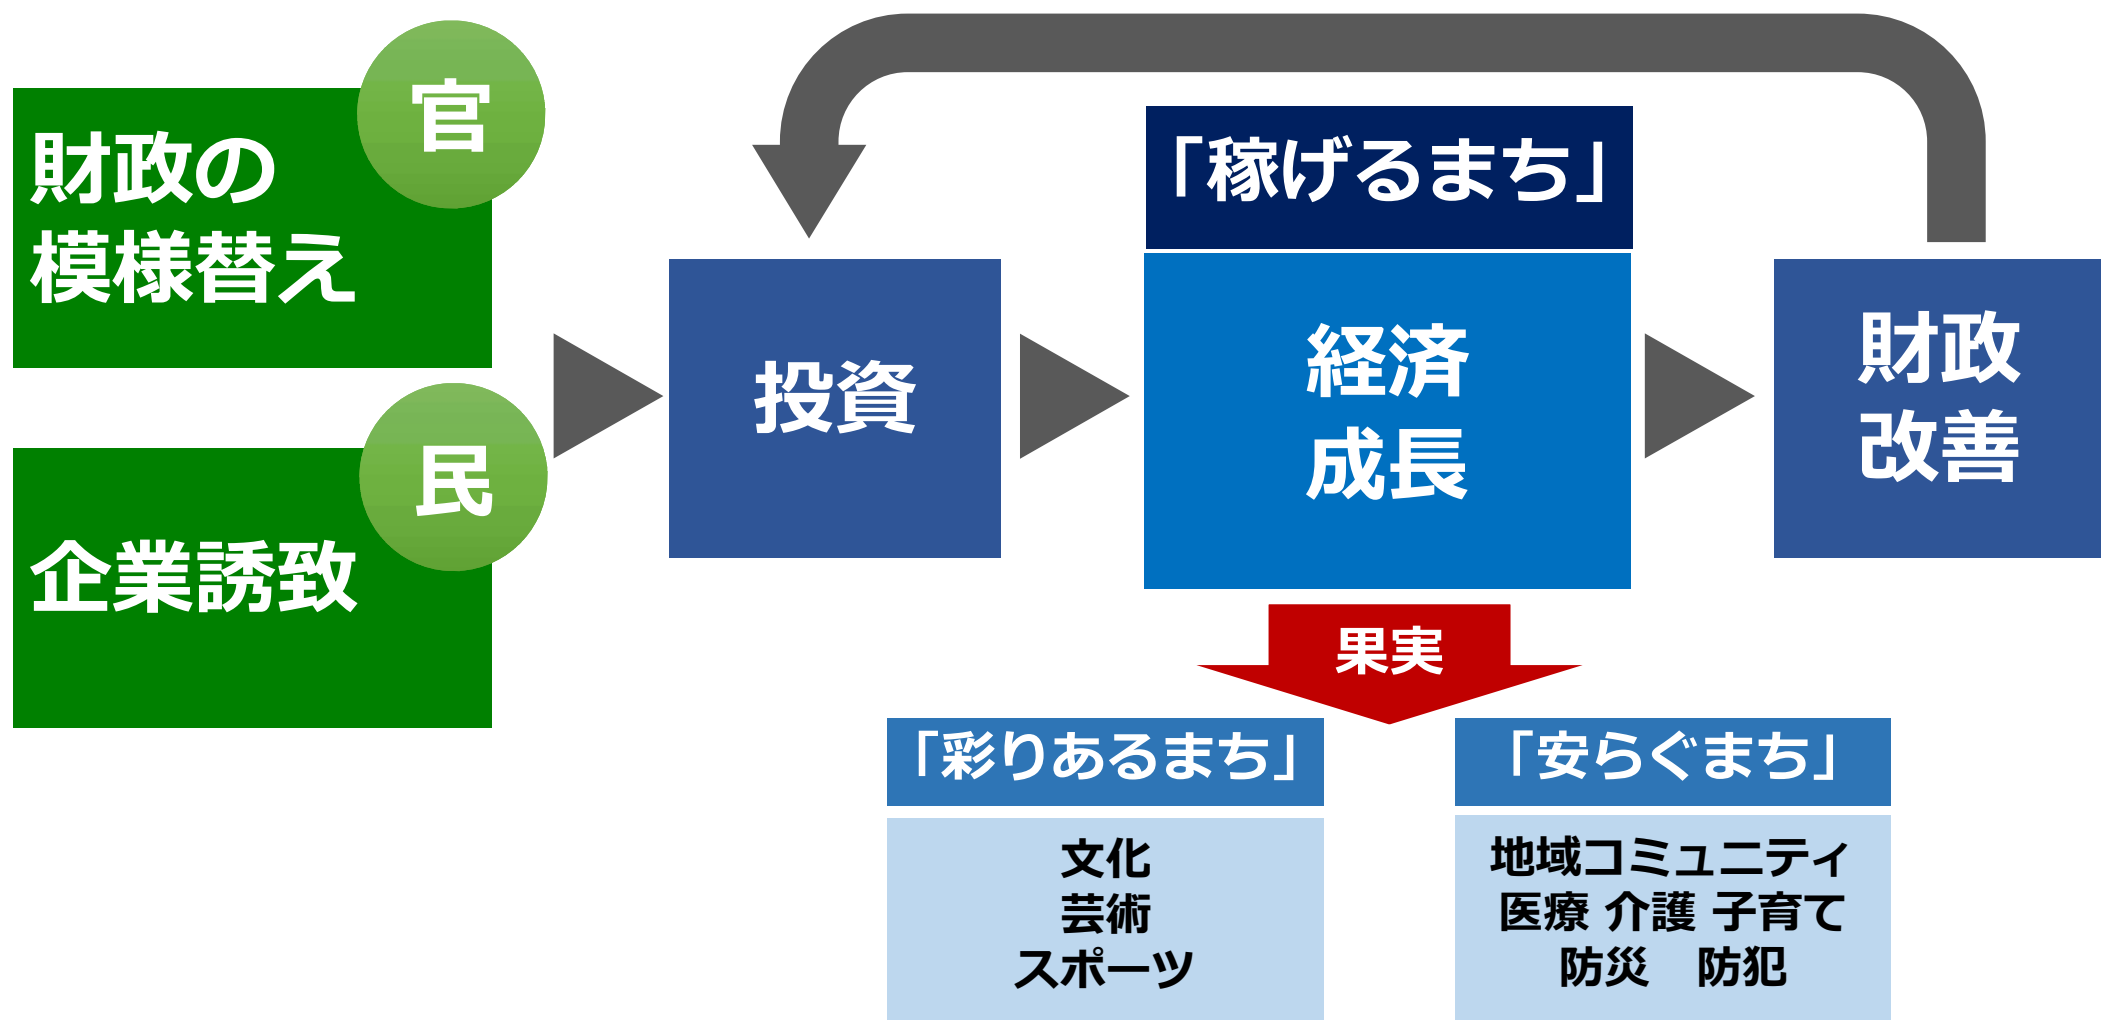 官
財政の
模様替え
民
企業誘致
投資
「稼げるまち」
経済
成長
財政
改善
果実
「彩りあるまち」
文化
芸術
スポーツ
「安らぐまち」
地域コミュニティ
医療 介護 子育て
防災　防犯